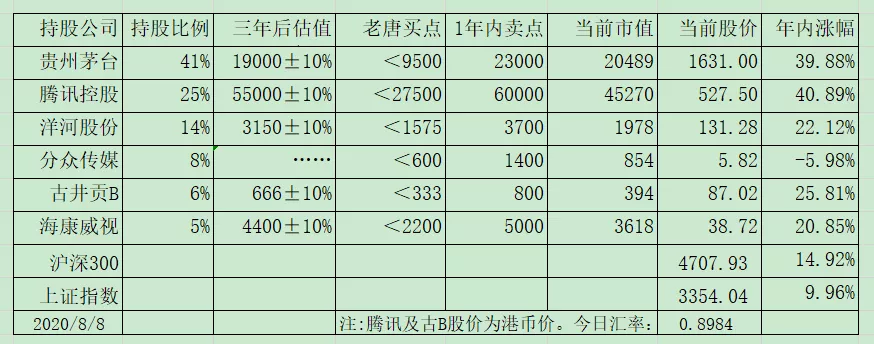 持股公司 持股比例 三年后估值 老唐买点 1年内卖点 当前市值 当前股价 年内涨幅
贵州茅台 41% 19000±10% ＜9500 23000 20489 1631.00 39.88%
腾讯控股 25% 55000±10% ＜27500 60000 45270 527.50 40.89%
洋河股份 14% 3150±10% ＜1575 3700 1978 131.28 22.12%
分众传媒 8% …… ＜600 1400 854 5.82 -5.98%
古井贡B 6% 666±10% ＜333 800 394 87.02 25.81%
海康威视 5% 4400±10% ＜2200 5000 3618 38.72 20.85%
沪深300 4707.93 14.92%
上证指数 3354.04 9.96%
2020/8/8 注:腾讯及古B股价为港币价。今日汇率: 0.8984